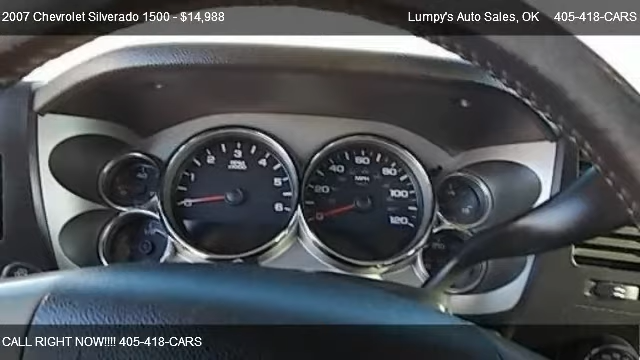 2007 Chevrolet Silverado 1500 - $14,988
Lumpy's Auto Sales, OK 405-418-CARS
1 2 3 4 5 6
RPM
x1000
20 40 60 80 100 120
MPH
CALL RIGHT NOW!!!! 405-418-CARS